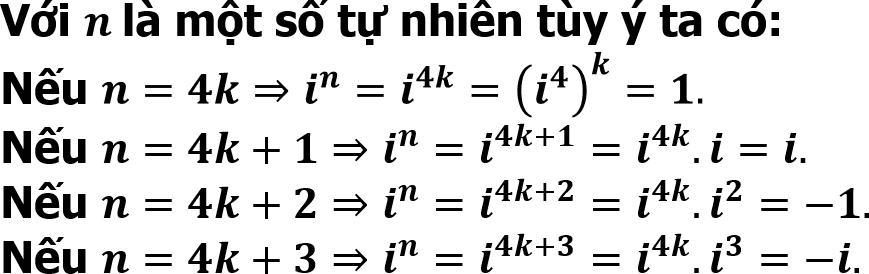 Với 𝒏 là một số tự nhiên tùy ý ta có:
Nếu 𝒏 = 𝟒𝒌 ⇒ 𝒊ⁿ = 𝒊⁴ᵏ = (𝒊⁴)ᵏ = 𝟏.
Nếu 𝒏 = 𝟒𝒌 + 𝟏 ⇒ 𝒊ⁿ = 𝒊⁴ᵏ⁺¹ = 𝒊⁴ᵏ. 𝒊 = 𝒊.
Nếu 𝒏 = 𝟒𝒌 + 𝟐 ⇒ 𝒊ⁿ = 𝒊⁴ᵏ⁺² = 𝒊⁴ᵏ. 𝒊² = −𝟏.
Nếu 𝒏 = 𝟒𝒌 + 𝟑 ⇒ 𝒊ⁿ = 𝒊⁴ᵏ⁺³ = 𝒊⁴ᵏ. 𝒊³ = −𝒊.